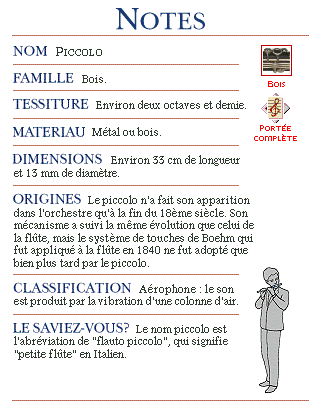 NOTES
NOM Piccolo
FAMILLE Bois.
TESSITURE Environ deux octaves et demie.
MATERIAU Métal ou bois.
DIMENSIONS Environ 33 cm de longueur
et 13 mm de diamètre.
ORIGINES Le piccolo n'a fait son apparition
dans l'orchestre qu'à la fin du 18ème siècle. Son
mécanisme a suivi la même évolution que celui de
la flûte, mais le système de touches de Boehm qui
fut appliqué à la flûte en 1840 ne fut adopté que
bien plus tard par le piccolo.
CLASSIFICATION Aérophone : le son
est produit par la vibration d'une colonne d'air.
LE SAVIEZ-VOUS? Le nom piccolo est
l'abréviation de "flauto piccolo", qui signifie
"petite flûte" en Italien.
Bois
Portée
complète